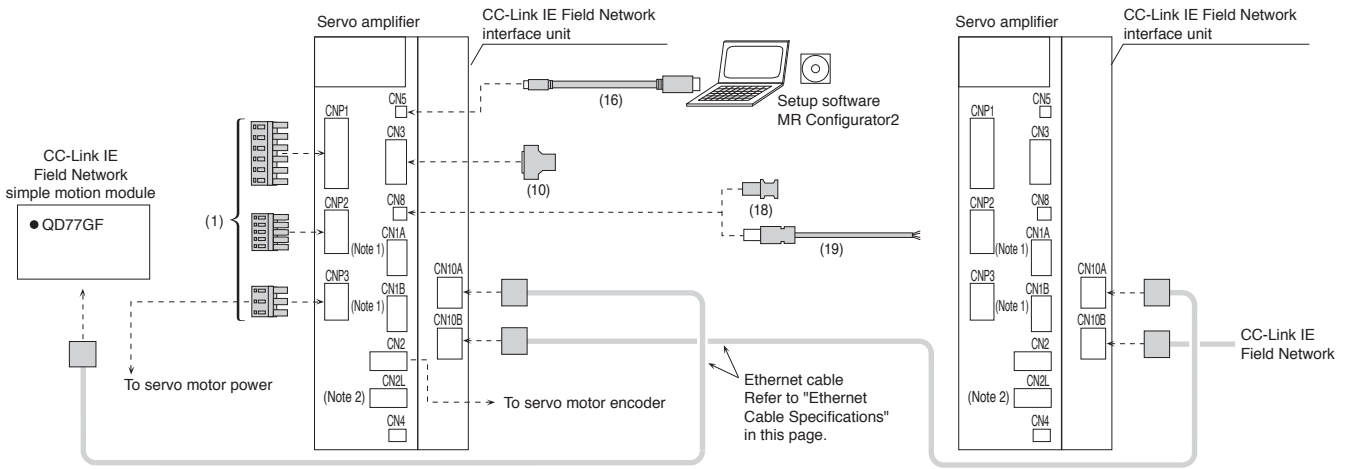 Servo amplifier
CC-Link IE Field Network
interface unit
CNP1
CN5
CN3
(16)
Setup software
MR Configurator2
CC-Link IE
Field Network
simple motion module
● QD77GF
(1)
(10)
CNP2
CN8
(18)
(19)
CN1A
(Note 1)
CNP3
CN1B
(Note 1)
CN10A
CN10B
CN2
CN2L
(Note 2)
CN4
To servo motor power
To servo motor encoder
Ethernet cable
Refer to "Ethernet
Cable Specifications"
in this page.
Servo amplifier
CC-Link IE Field Network
interface unit
CNP1
CN5
CN3
CNP2
CN8
CN1A
(Note 1)
CNP3
CN1B
(Note 1)
CN10A
CN10B
CN2
CN2L
(Note 2)
CN4
CC-Link IE
Field Network